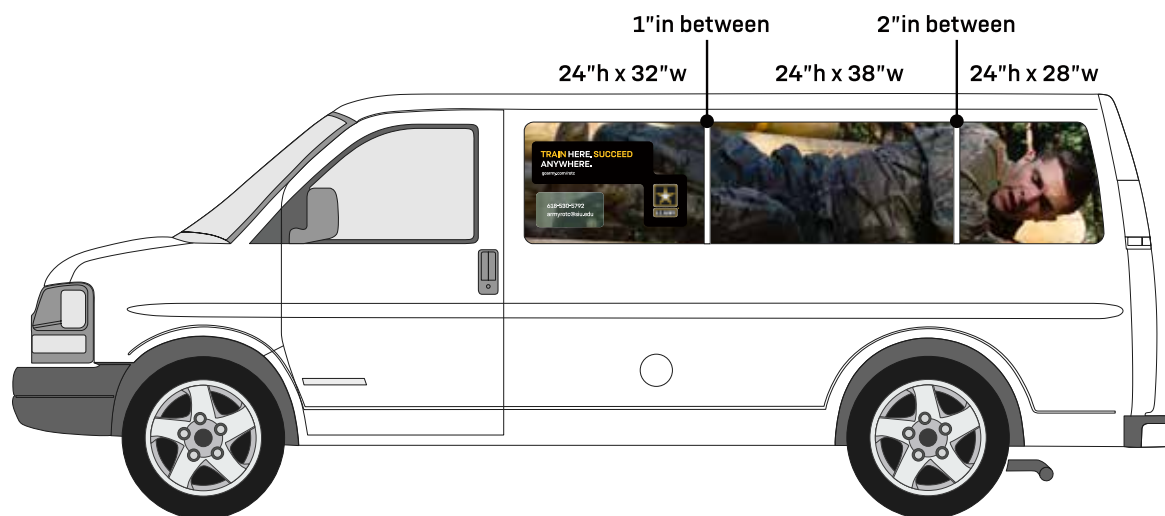 1"in between
2"in between
24"h x 32"w
24"h x 38"w
24"h x 28"w
TRAIN HERE. SUCCEED
ANYWHERE.
goarmy.com/rotc
618-530-5792
armyrotc@siu.edu
U.S. ARMY